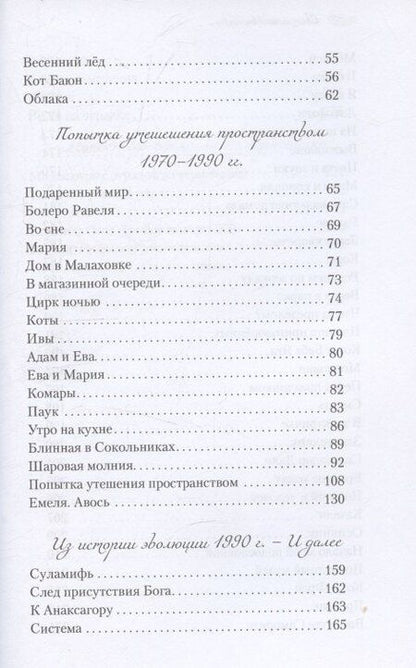 Весенний лёд 55
Кот Баюн 56
Облака 62
Попытка утешения пространством
1970–1990 гг.
Подаренный мир 65
Болеро Равеля 67
Во сне 69
Мария 70
Дом в Малаховке 71
В магазинной очереди 73
Цирк ночью 74
Коты 77
Ивы 79
Адам и Ева 80
Ева и Мария 81
Комары 82
Паук 83
Утро на кухне 86
Блинная в Сокольниках 89
Шаровая молния 92
Попытка утешения пространством 108
Емеля. Авось 130
Из истории эволюции 1990 г. – И далее
Суламифь 159
След присутствия Бога 162
К Анаксагору 163
Система 165